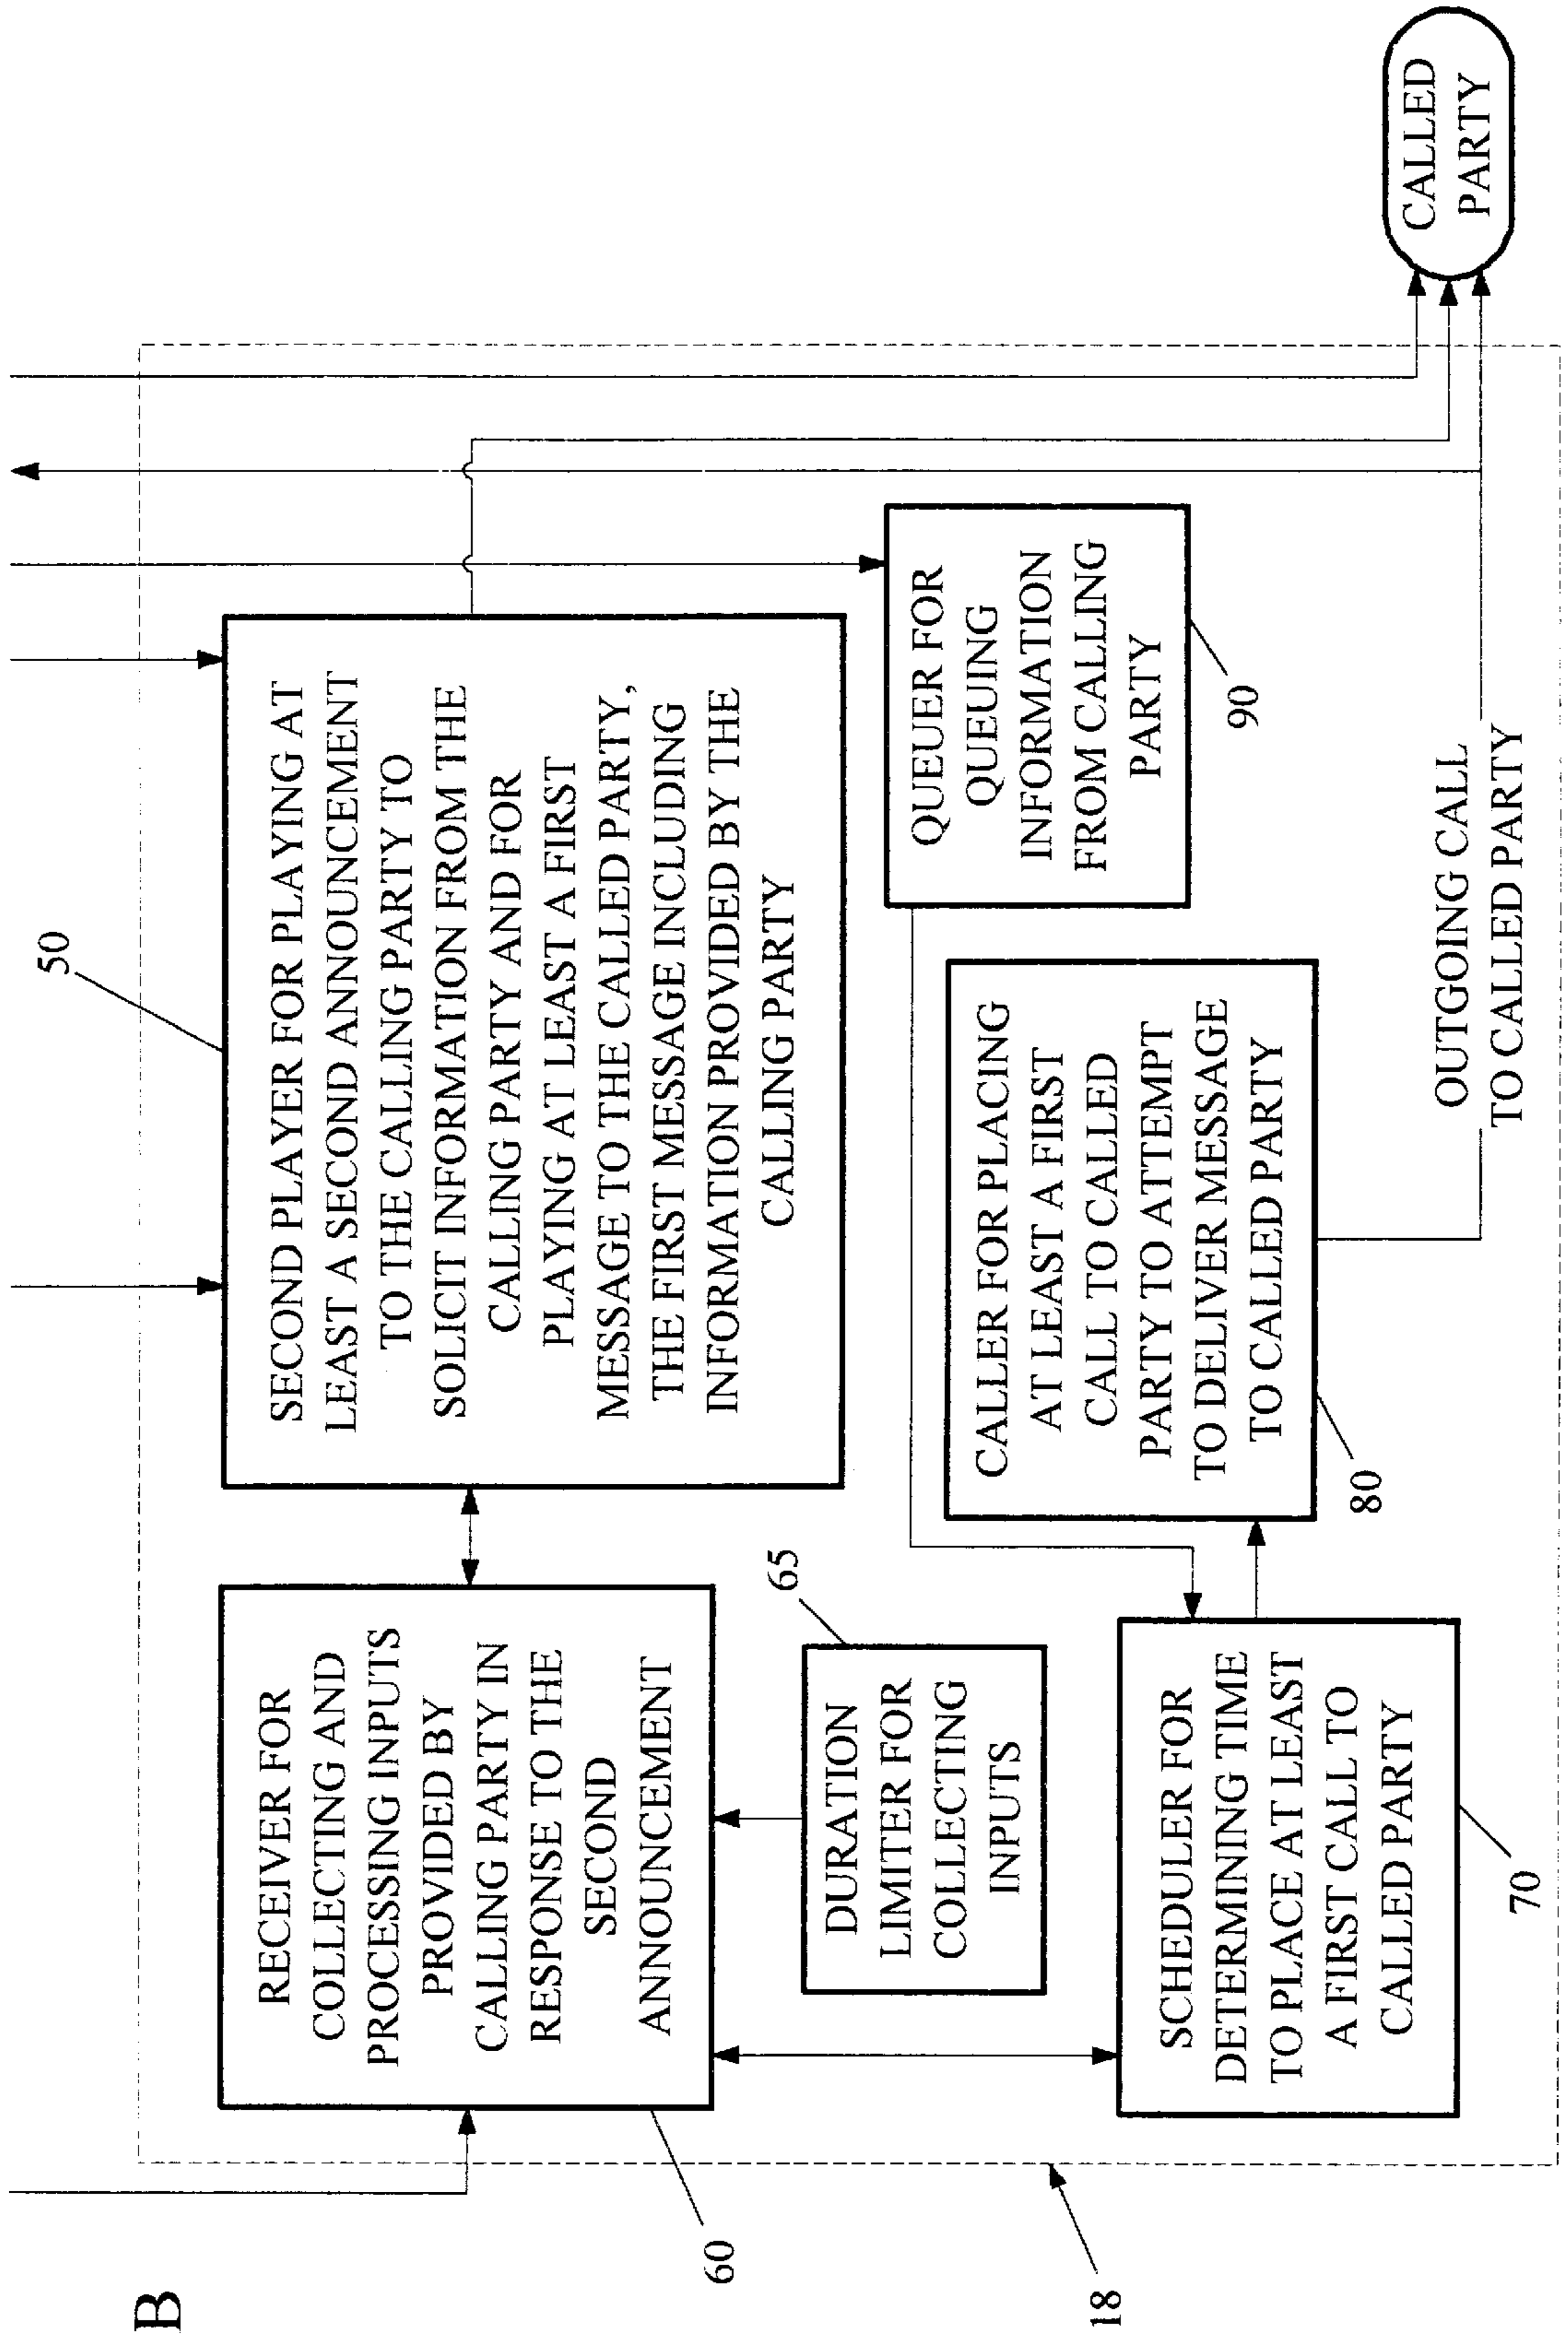 B
50
SECOND PLAYER FOR PLAYING AT
LEAST A SECOND ANNOUNCEMENT
TO THE CALLING PARTY TO
SOLICIT INFORMATION FROM THE
CALLING PARTY AND FOR
PLAYING AT LEAST A FIRST
MESSAGE TO THE CALLED PARTY,
THE FIRST MESSAGE INCLUDING
INFORMATION PROVIDED BY THE
CALLING PARTY
60
RECEIVER FOR
COLLECTING AND
PROCESSING INPUTS
PROVIDED BY
CALLING PARTY IN
RESPONSE TO THE
SECOND
ANNOUNCEMENT
65
DURATION
LIMITER FOR
COLLECTING
INPUTS
QUEUER FOR
QUEUING
INFORMATION
FROM CALLING
PARTY
90
CALLER FOR PLACING
AT LEAST A FIRST
CALL TO CALLED
PARTY TO ATTEMPT
TO DELIVER MESSAGE
TO CALLED PARTY
80
18
SCHEDULER FOR
DETERMINING TIME
TO PLACE AT LEAST
A FIRST CALL TO
CALLED PARTY
70
OUTGOING CALL
TO CALLED PARTY
CALLED
PARTY